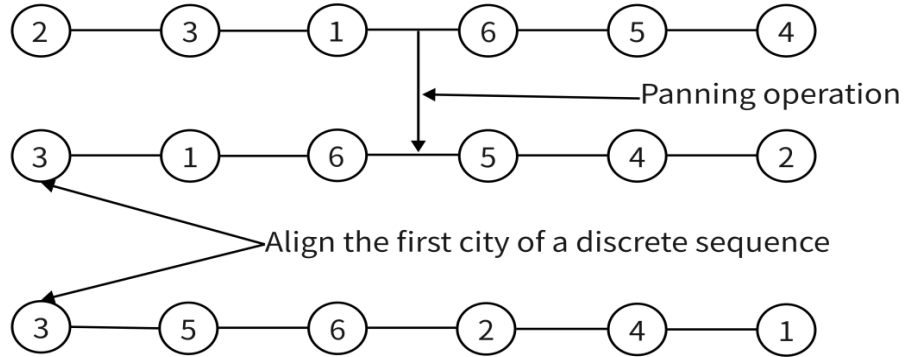 2 3 1 6 5 4
Panning operation
3 1 6 5 4 2
Align the first city of a discrete sequence
3 5 6 2 4 1